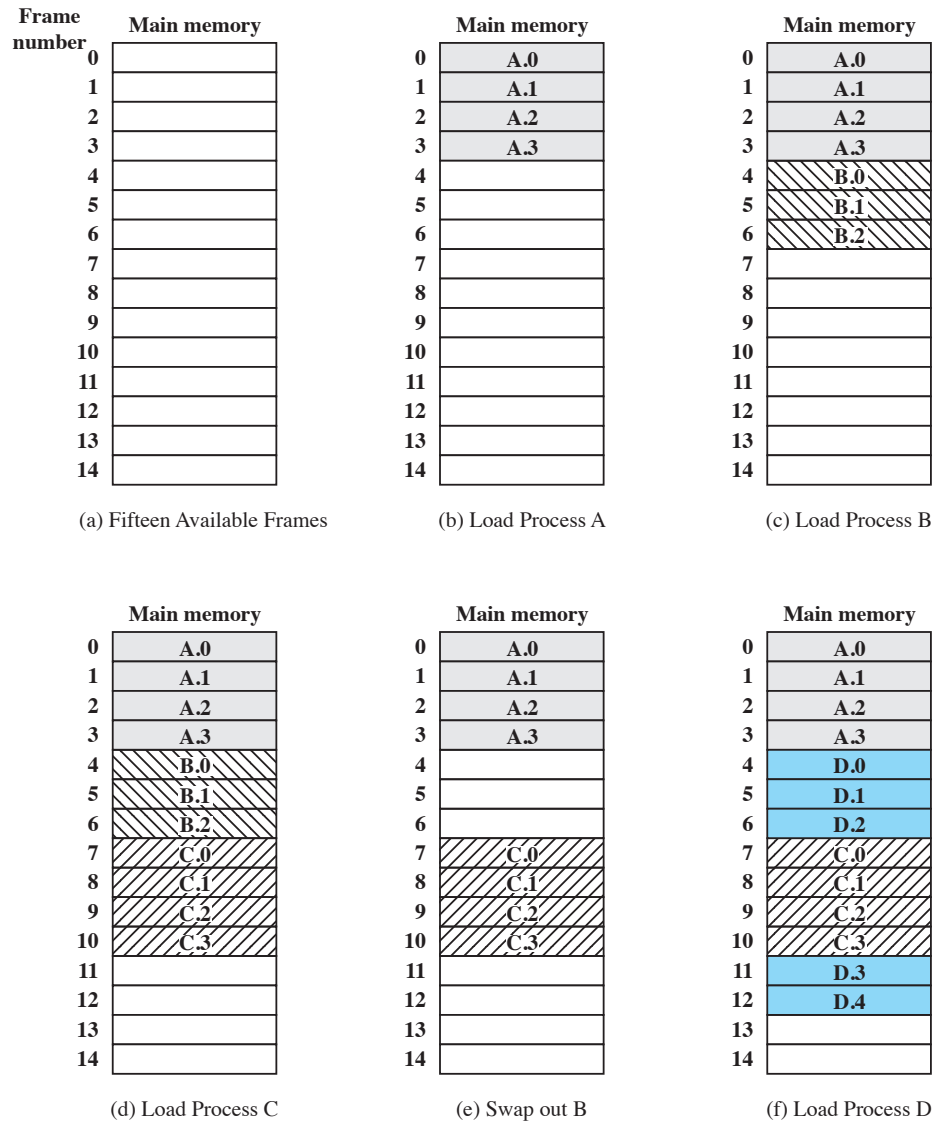 Frame
number
Main memory
0
1
2
3
4
5
6
7
8
9
10
11
12
13
14
(a) Fifteen Available Frames
Main memory
0 A.0
1 A.1
2 A.2
3 A.3
4
5
6
7
8
9
10
11
12
13
14
(b) Load Process A
Main memory
0 A.0
1 A.1
2 A.2
3 A.3
4 B.0
5 B.1
6 B.2
7
8
9
10
11
12
13
14
(c) Load Process B
Main memory
0 A.0
1 A.1
2 A.2
3 A.3
4 B.0
5 B.1
6 B.2
7 C.0
8 C.1
9 C.2
10 C.3
11
12
13
14
(d) Load Process C
Main memory
0 A.0
1 A.1
2 A.2
3 A.3
4
5
6
7 C.0
8 C.1
9 C.2
10 C.3
11
12
13
14
(e) Swap out B
Main memory
0 A.0
1 A.1
2 A.2
3 A.3
4 D.0
5 D.1
6 D.2
7 C.0
8 C.1
9 C.2
10 C.3
11 D.3
12 D.4
13
14
(f) Load Process D